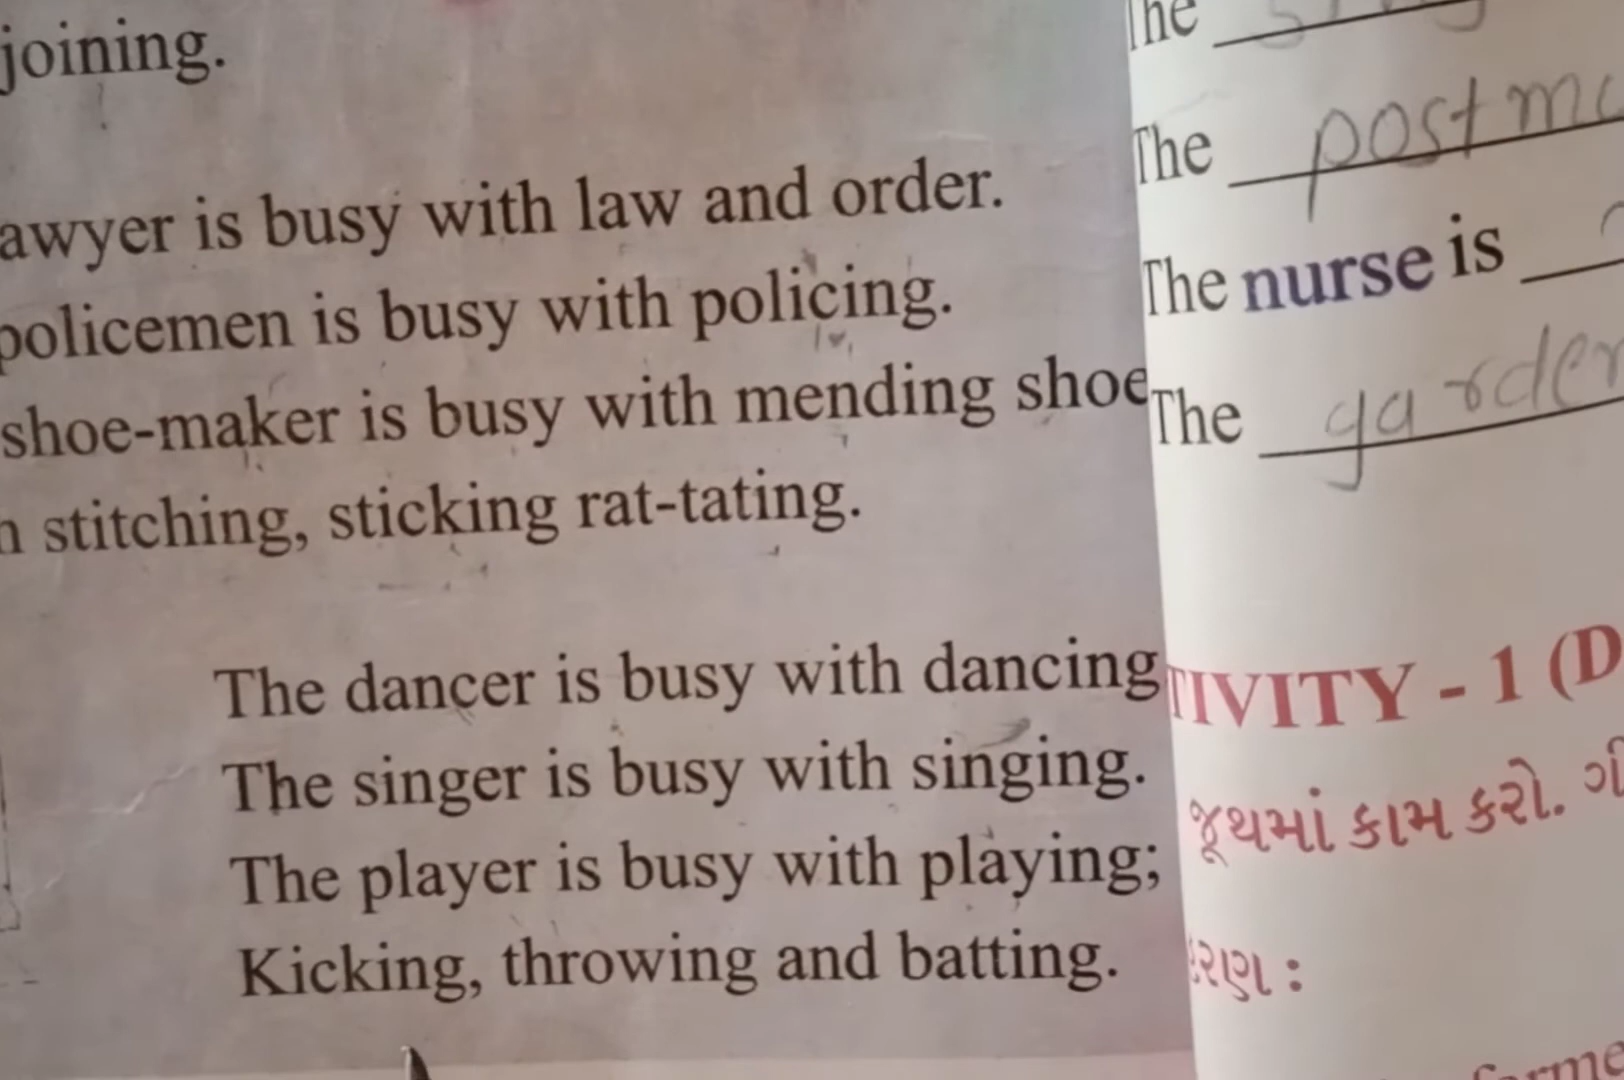 joining.
awyer is busy with law and order.
policemen is busy with policing.
shoe-maker is busy with mending shoe
stitching, sticking rat-tating.
The dancer is busy with dancing
The singer is busy with singing.
The player is busy with playing;
Kicking, throwing and batting.
The
The postma
The nurse is
The garden
TIVITY - 1 (D
જૂથમાં કામ કરો. ગી
રણ :